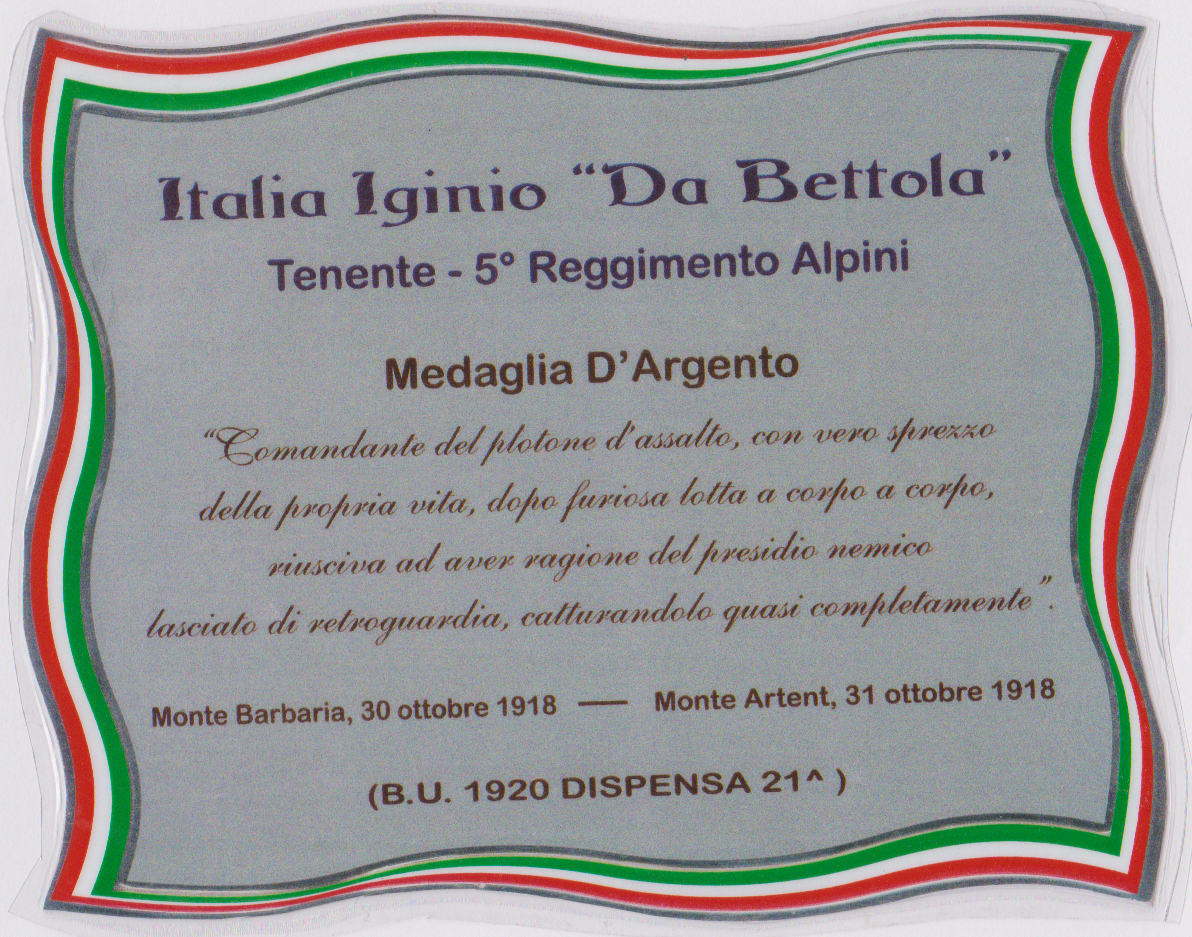 Italia Iginio "Da Bettola"
Tenente - 5° Reggimento Alpini
Medaglia D'Argento
"Comandante del plotone d'assalto, con vero sprezzo
della propria vita, dopo furiosa lotta a corpo a corpo,
riusciva ad aver ragione del presidio nemico
lasciato di retroguardia, catturandolo quasi completamente".
Monte Barbaria, 30 ottobre 1918 — Monte Artent, 31 ottobre 1918
(B.U. 1920 DISPENSA 21^ )